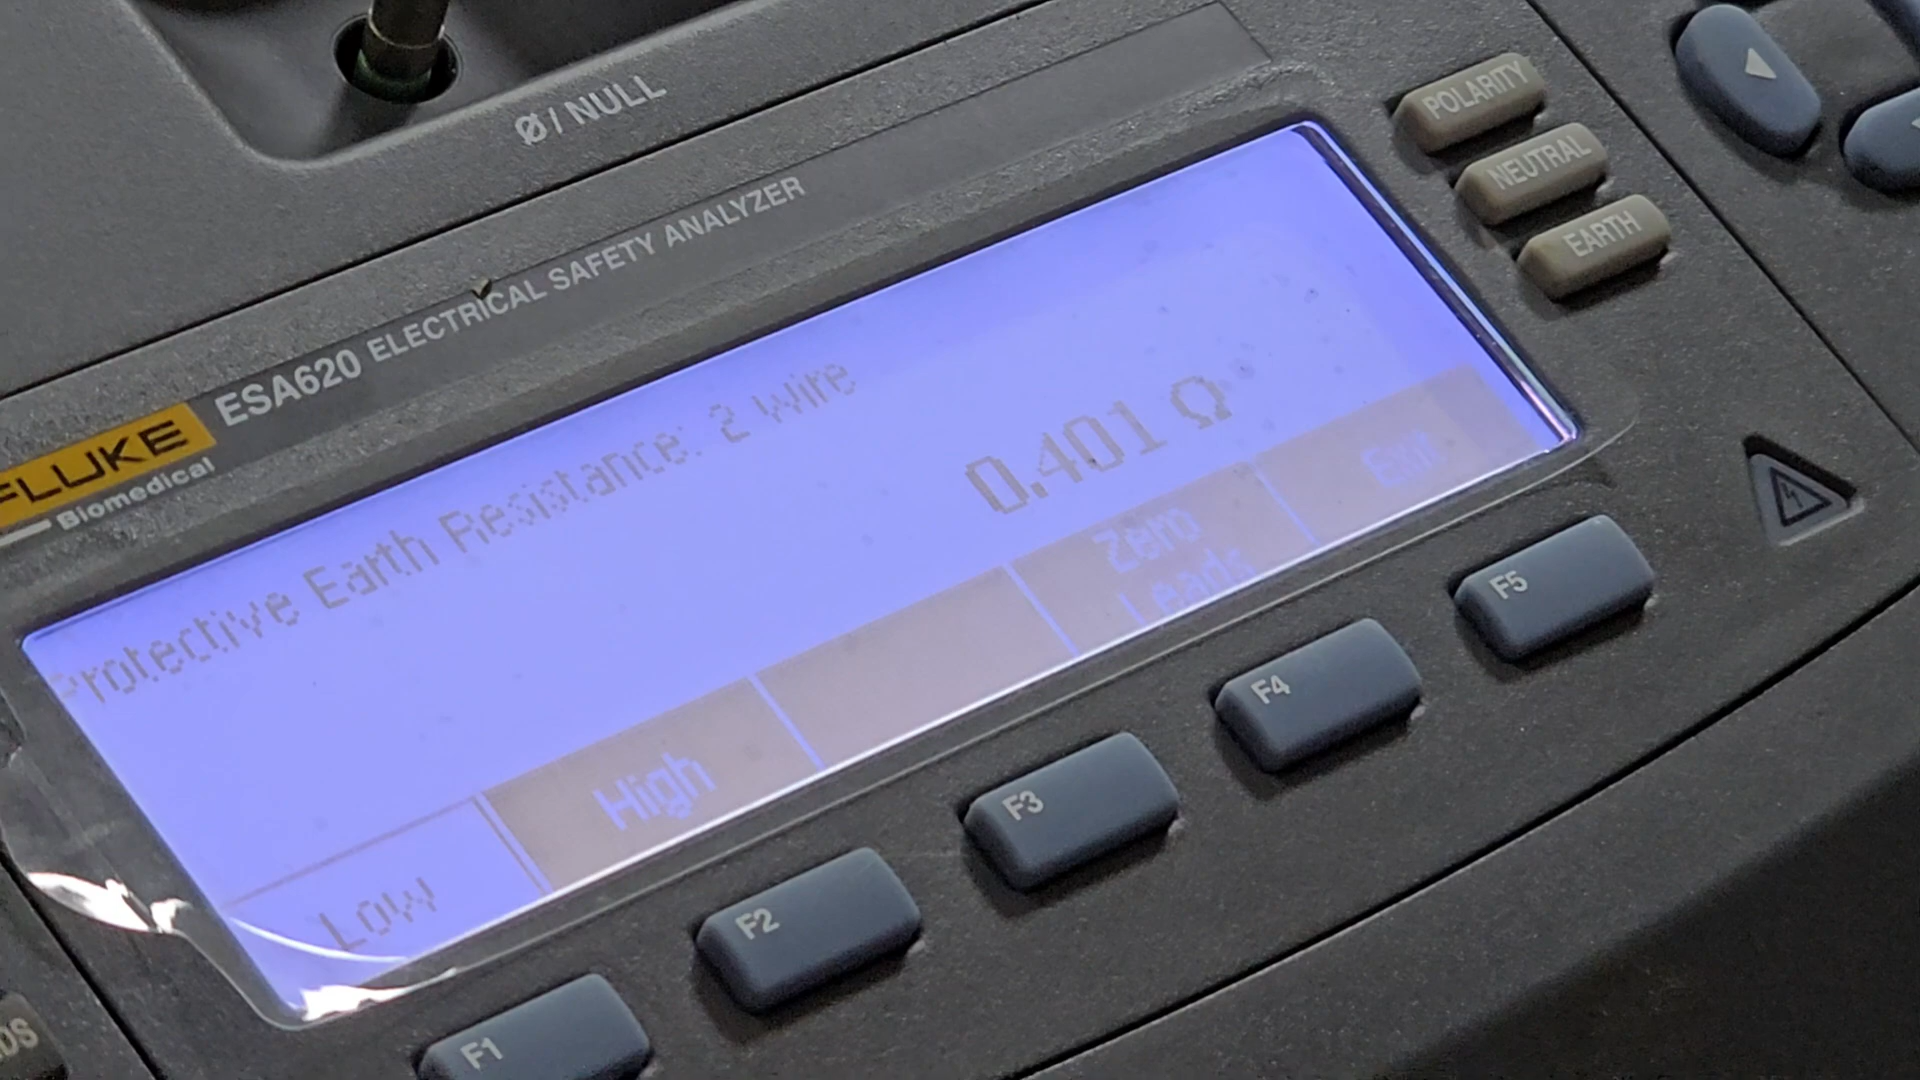 Ø/ NULL
POLARITY
NEUTRAL
EARTH
FLUKE
Biomedical
ESA620 ELECTRICAL SAFETY ANALYZER
Protective Earth Resistance: 2 wire
0.401 Ω
Low
High
Zero
Leads
Exit
F1
F2
F3
F4
F5